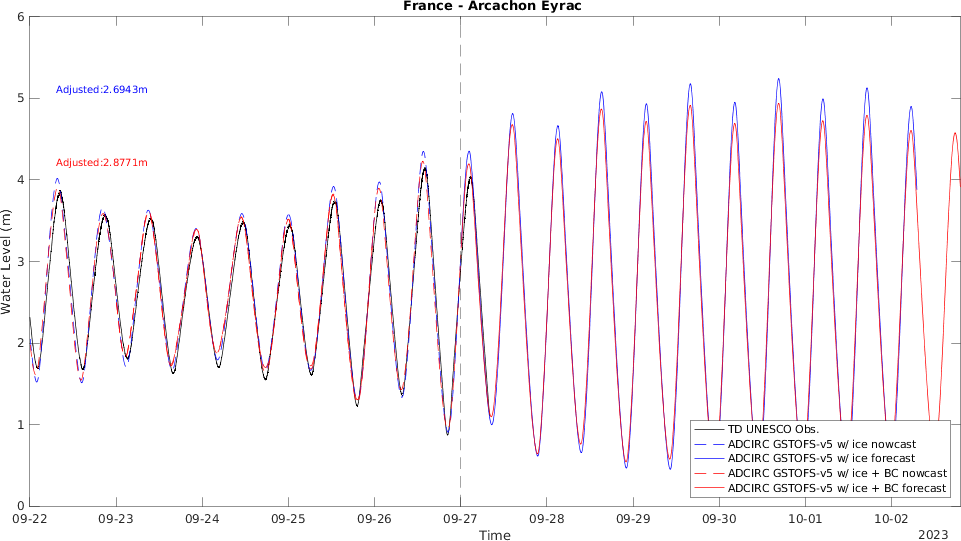 France - Arcachon Eyrac
6
5
4
3
2
1
0
Water Level (m)
Adjusted:2.6943m
Adjusted:2.8771m
TD UNESCO Obs.
ADCIRC GSTOFS-v5 w/ ice nowcast
ADCIRC GSTOFS-v5 w/ ice forecast
ADCIRC GSTOFS-v5 w/ ice + BC nowcast
ADCIRC GSTOFS-v5 w/ ice + BC forecast
09-22 09-23 09-24 09-25 09-26 09-27 09-28 09-29 09-30 10-01 10-02
Time
2023